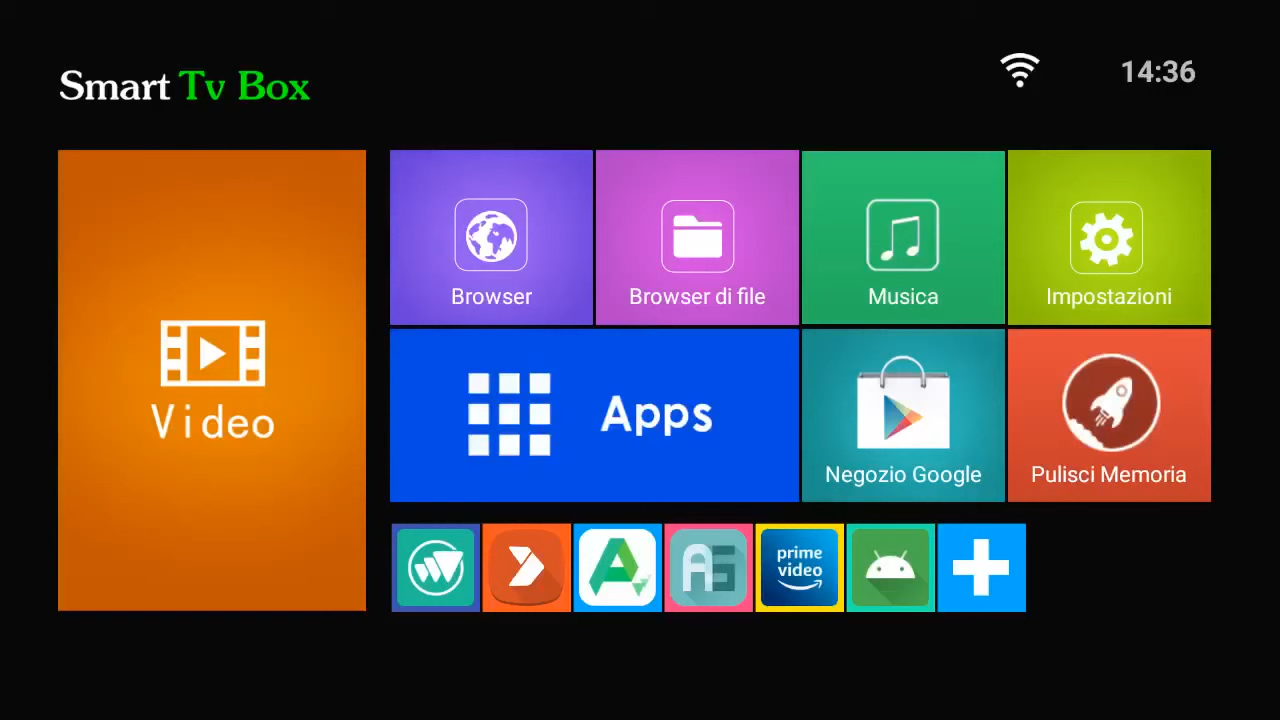 Smart Tv Box
14:36
Video
Browser
Browser di file
Musica
Impostazioni
Apps
Negozio Google
Pulisci Memoria
prime
video